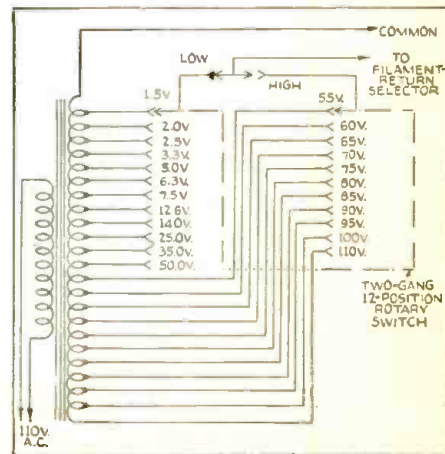 COMMON
LOW
TO
FILAMENT-
RETURN
SELECTOR
HIGH
1.5V.
2.0V.
2.5V.
3.3V.
5.0V.
6.3V.
7.5V.
12.6V.
14.0V.
25.0V.
35.0V.
50.0V.
55V.
60V.
65V.
70V.
75V.
80V.
85V.
90V.
95V.
100V.
110V.
TWO-GANG
12-POSITION
ROTARY
SWITCH
110V.
A.C.